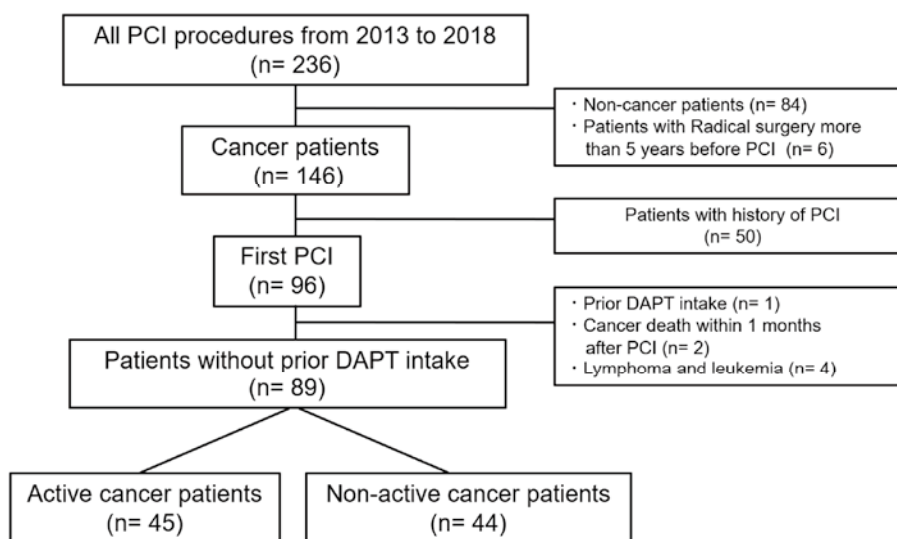 All PCI procedures from 2013 to 2018
(n= 236)
・Non-cancer patients (n= 84)
・Patients with Radical surgery more
than 5 years before PCI (n= 6)
Cancer patients
(n= 146)
Patients with history of PCI
(n= 50)
First PCI
(n= 96)
・Prior DAPT intake (n= 1)
・Cancer death within 1 months
after PCI (n= 2)
・Lymphoma and leukemia (n= 4)
Patients without prior DAPT intake
(n= 89)
Active cancer patients
(n= 45)
Non-active cancer patients
(n= 44)